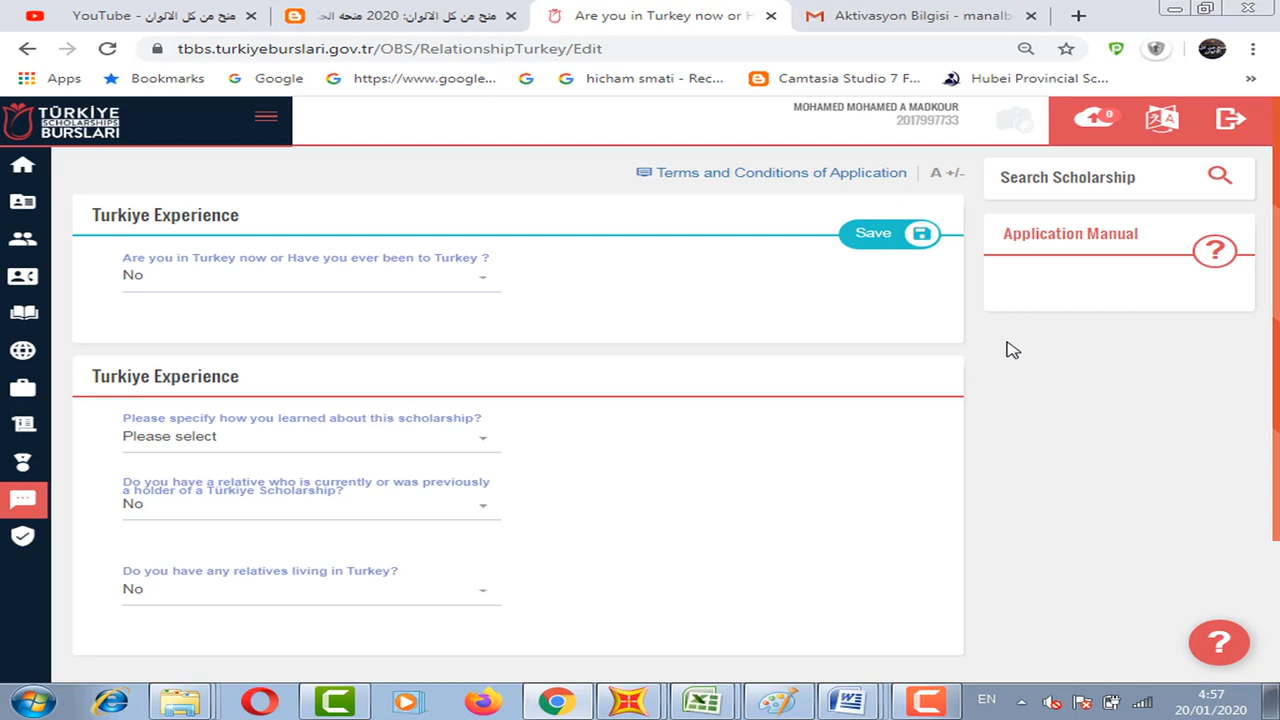 YouTube - منح من كل الالوان
منح من كل الالوان: 2020 منحه الحـ
Are you in Turkey now or H
Aktivasyon Bilgisi - manalb
tbbs.turkiyeburslari.gov.tr/OBS/RelationshipTurkey/Edit
Apps
Bookmarks
Google
https://www.google...
hicham smati - Rec...
Camtasia Studio 7 F...
Hubei Provincial Sc...
»
TÜRKİYE
SCHOLARSHIPS
BURSLARI
MOHAMED MOHAMED A MADKOUR
2017997733
0
Terms and Conditions of Application
A +/-
Search Scholarship
Turkiye Experience
Save
Application Manual
?
Are you in Turkey now or Have you ever been to Turkey ?
No
Turkiye Experience
Please specify how you learned about this scholarship?
Please select
Do you have a relative who is currently or was previously
a holder of a Türkiye Scholarship?
No
Do you have any relatives living in Turkey?
No
?
EN
4:57
20/01/2020